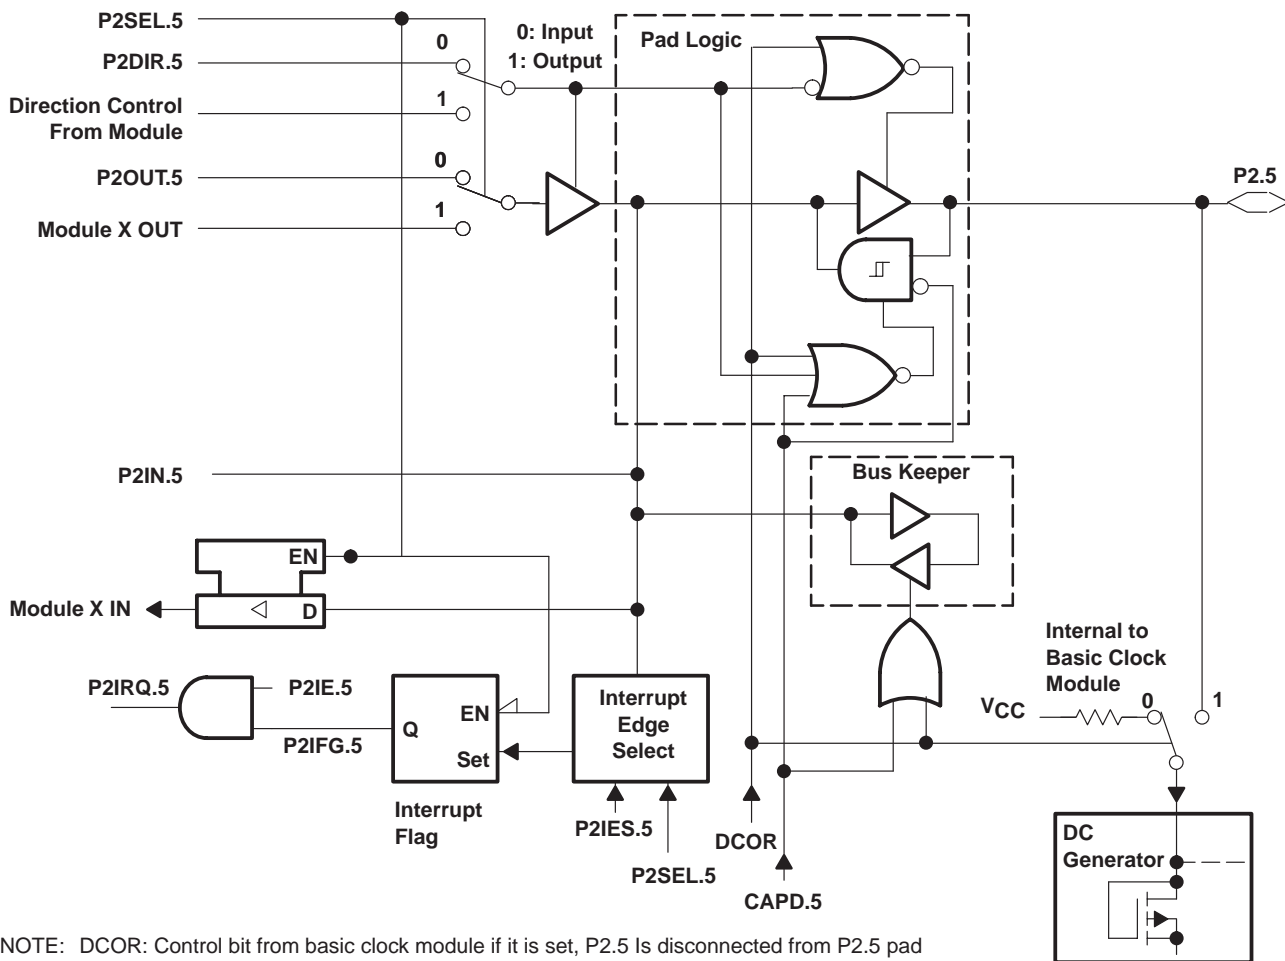 P2SEL.5
P2DIR.5
Direction Control
From Module
P2OUT.5
Module X OUT
0
1
0
1
0: Input
1: Output
Pad Logic
P2.5
P2IN.5
Bus Keeper
EN
D
Module X IN
P2IRQ.5
P2IE.5
P2IFG.5
Q
EN
Set
Interrupt
Flag
Interrupt
Edge
Select
P2IES.5
P2SEL.5
DCOR
CAPD.5
Internal to
Basic Clock
Module
VCC
0
1
DC
Generator
NOTE: DCOR: Control bit from basic clock module if it is set, P2.5 Is disconnected from P2.5 pad